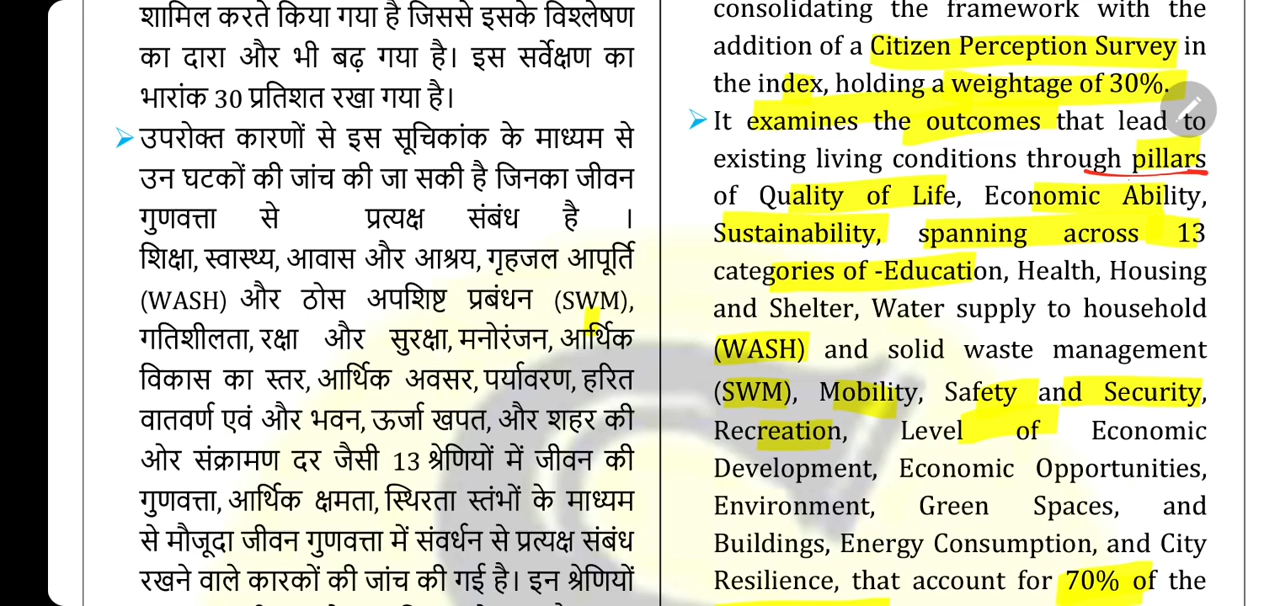 शामिल करते किया गया है जिससे इसके विश्लेषण
का दारा और भी बढ़ गया है। इस सर्वेक्षण का
भारांक 30 प्रतिशत रखा गया है।
उपरोक्त कारणों से इस सूचिकांक के माध्यम से
उन घटकों की जांच की जा सकी है जिनका जीवन
गुणवत्ता से प्रत्यक्ष संबंध है ।
शिक्षा, स्वास्थ्य, आवास और आश्रय, गृहजल आपूर्ति
(WASH) और ठोस अपशिष्ट प्रबंधन (SWM),
गतिशीलता, रक्षा और सुरक्षा, मनोरंजन, आर्थिक
विकास का स्तर, आर्थिक अवसर, पर्यावरण, हरित
वातवर्ण एवं और भवन, ऊर्जा खपत, और शहर की
ओर संक्रामण दर जैसी 13 श्रेणियों में जीवन की
गुणवत्ता, आर्थिक क्षमता, स्थिरता स्तंभों के माध्यम
से मौजूदा जीवन गुणवत्ता में संवर्धन से प्रत्यक्ष संबंध
रखने वाले कारकों की जांच की गई है। इन श्रेणियों
consolidating the framework with the
addition of a Citizen Perception Survey in
the index, holding a weightage of 30%.
It examines the outcomes that lead to
existing living conditions through pillars
of Quality of Life, Economic Ability,
Sustainability, spanning across 13
categories of -Education, Health, Housing
and Shelter, Water supply to household
(WASH) and solid waste management
(SWM), Mobility, Safety and Security,
Recreation, Level of Economic
Development, Economic Opportunities,
Environment, Green Spaces, and
Buildings, Energy Consumption, and City
Resilience, that account for 70% of the